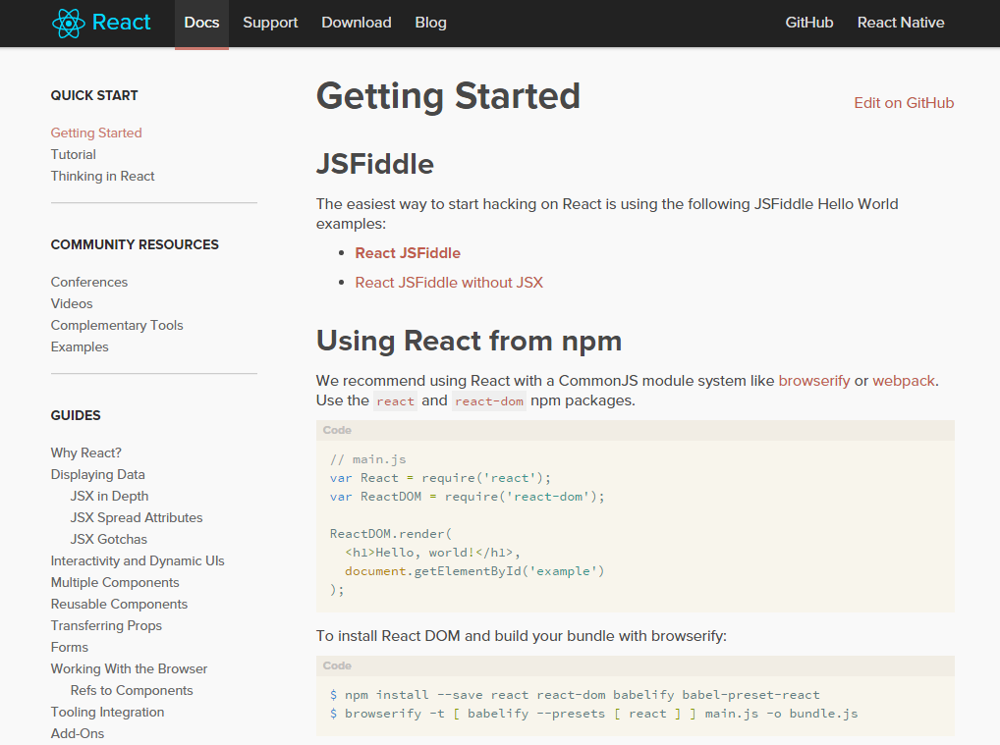 React Docs Support Download Blog GitHub React Native
QUICK START
Getting Started
Tutorial
Thinking in React
COMMUNITY RESOURCES
Conferences
Videos
Complementary Tools
Examples
GUIDES
Why React?
Displaying Data
JSX in Depth
JSX Spread Attributes
JSX Gotchas
Interactivity and Dynamic UIs
Multiple Components
Reusable Components
Transferring Props
Forms
Working With the Browser
Refs to Components
Tooling Integration
Add-Ons
Getting Started
Edit on GitHub
JSFiddle
The easiest way to start hacking on React is using the following JSFiddle Hello World
examples:
• React JSFiddle
• React JSFiddle without JSX
Using React from npm
We recommend using React with a CommonJS module system like browserify or webpack.
Use the react and react-dom npm packages.
Code
// main.js
var React = require('react');
var ReactDOM = require('react-dom');
ReactDOM.render(
<h1>Hello, world!</h1>,
document.getElementById('example')
);
To install React DOM and build your bundle with browserify:
Code
$ npm install --save react react-dom babelify babel-preset-react
$ browserify -t [ babelify --presets [ react ] ] main.js -o bundle.js